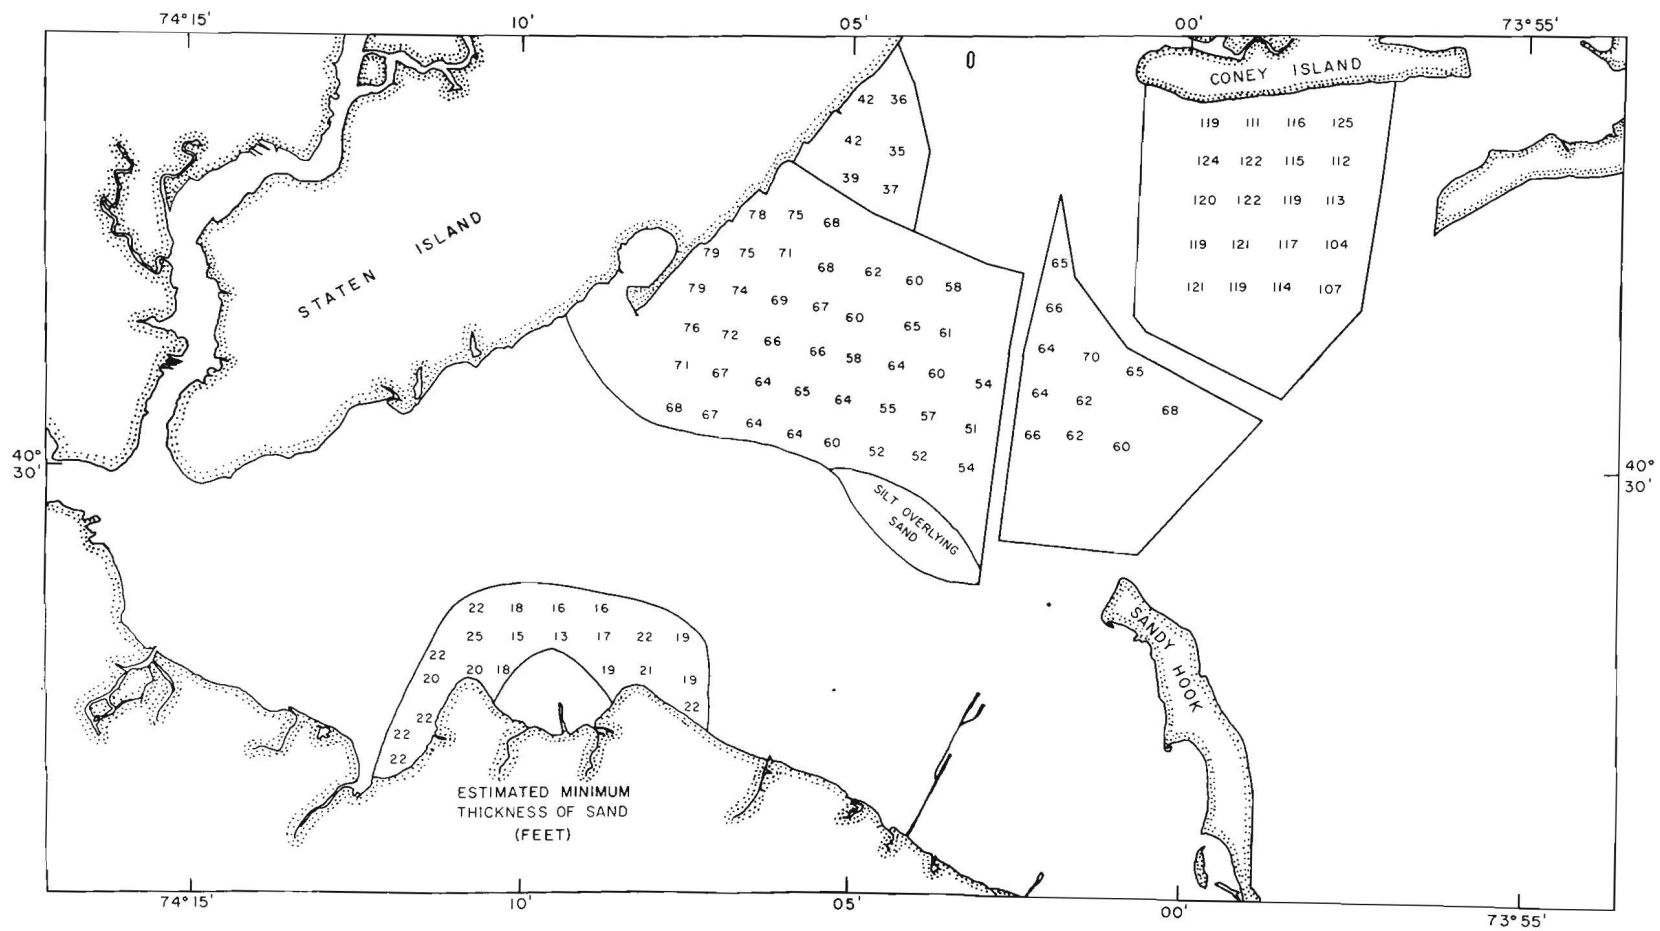 74°15' 10' 05' 00' 73°55'
CONEY ISLAND
42 36
119 111 116 125
42 35
124 122 115 112
39 37
120 122 119 113
78 75 68
STATEN ISLAND
119 121 117 104
79 75 71 68 62 60 58
65
121 119 114 107
79 74 69 67 60 65 61
66
76 72 66 66 58 64 60 54
64 70 65
71 67 64 65 64 55 57 51
64 62 68
68 67 64 64 60 52 52 54
66 62 60
40° 30'
40° 30'
SILT OVERLYING
SAND
22 18 16 16
25 15 13 17 22 19
22 20 18 19 21 19
20
22 22
22
22
SANDY HOOK
ESTIMATED MINIMUM
THICKNESS OF SAND
(FEET)
74°15' 10' 05' 00' 73°55'